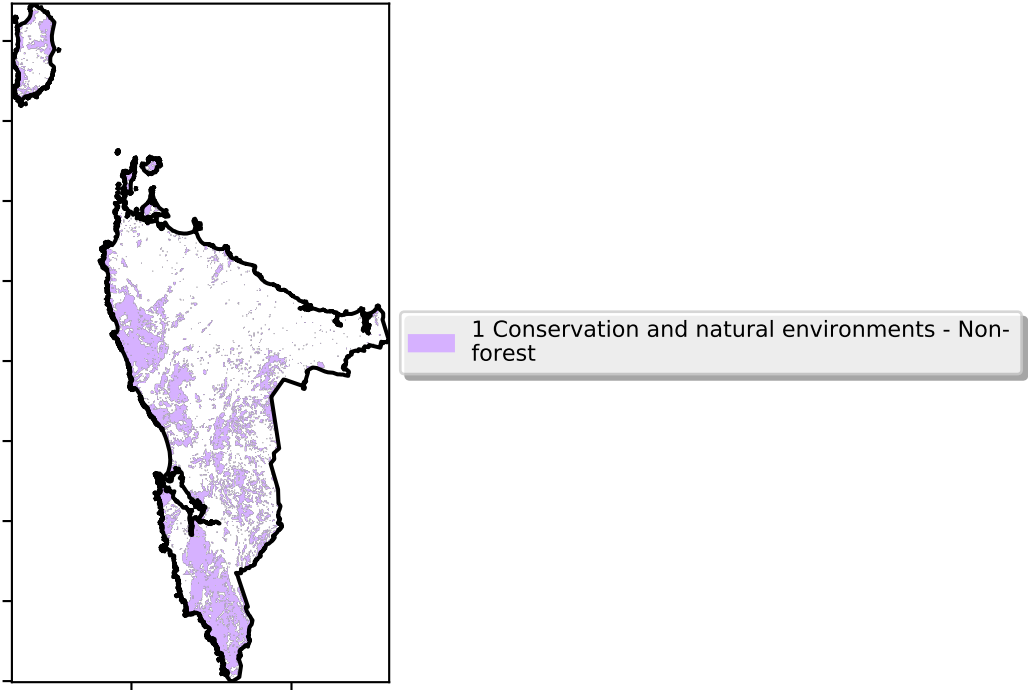 1 Conservation and natural environments - Non-
forest